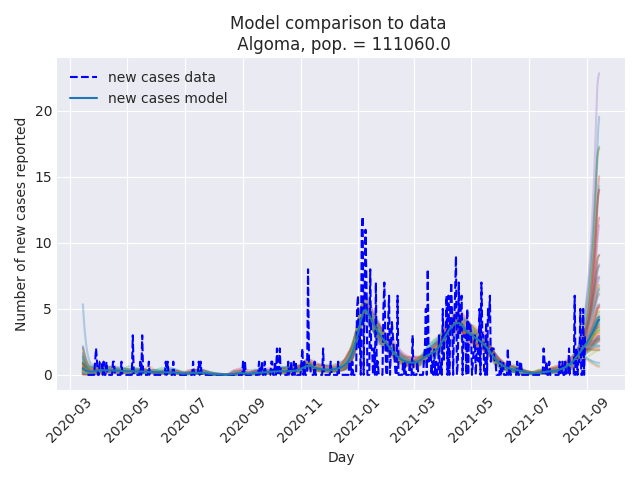 Model comparison to data
Algoma, pop. = 111060.0
new cases data
new cases model
Number of new cases reported
20
15
10
5
0
2020-03
2020-05
2020-07
2020-09
2020-11
2021-01
2021-03
2021-05
2021-07
2021-09
Day